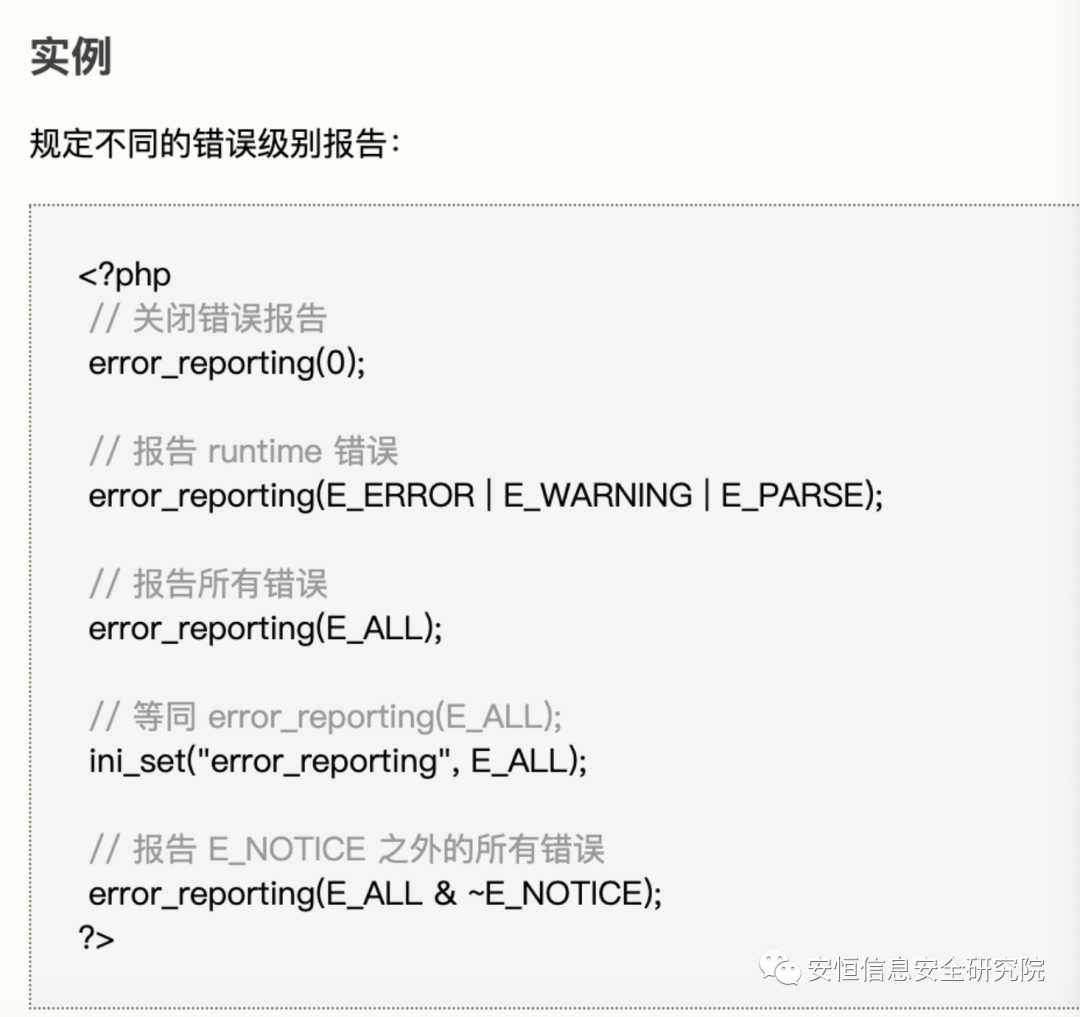 实例
规定不同的错误级别报告：
<?php
// 关闭错误报告
error_reporting(0);
// 报告 runtime 错误
error_reporting(E_ERROR | E_WARNING | E_PARSE);
// 报告所有错误
error_reporting(E_ALL);
// 等同 error_reporting(E_ALL);
ini_set("error_reporting", E_ALL);
// 报告 E_NOTICE 之外的所有错误
error_reporting(E_ALL & ~E_NOTICE);
?>
安恒信息安全研究院